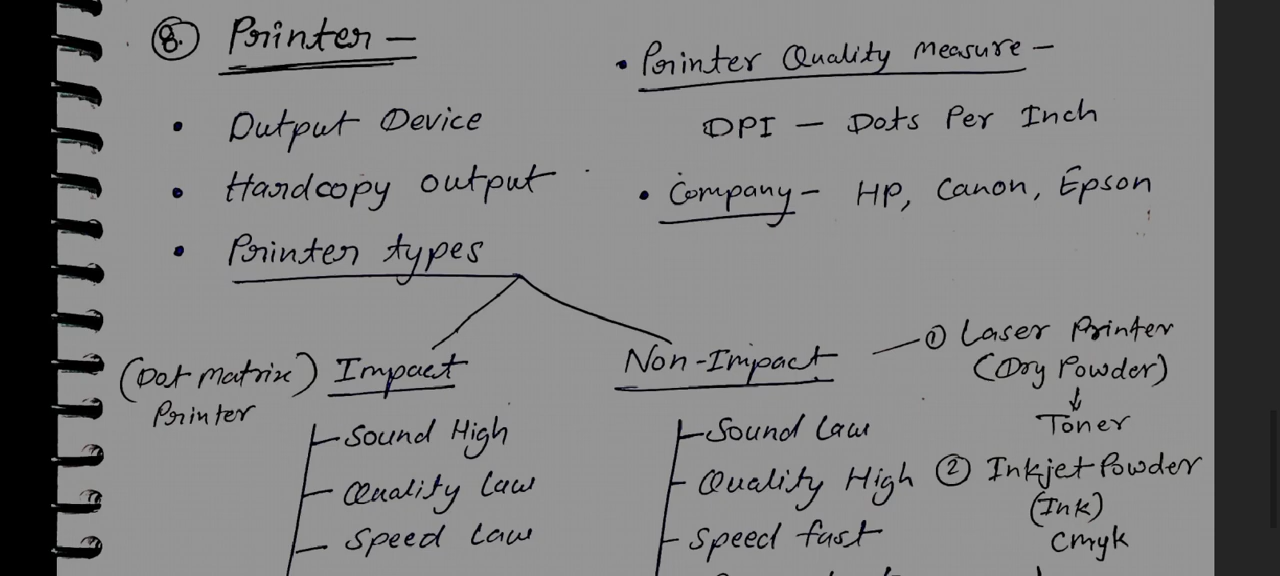 8. Printer -
• Output Device
• Hardcopy output
• Printer types
• Printer Quality Measure -
DPI - Dots Per Inch
• Company - HP, Canon, Epson
(Dot Matrix) Impact
Printer
Sound High
Quality Law
Speed Law
Non-Impact
Sound Law
Quality High
Speed fast
① Laser Printer
(Dry Powder)
↓
Toner
② Inkjet Powder
(Ink)
CMYK